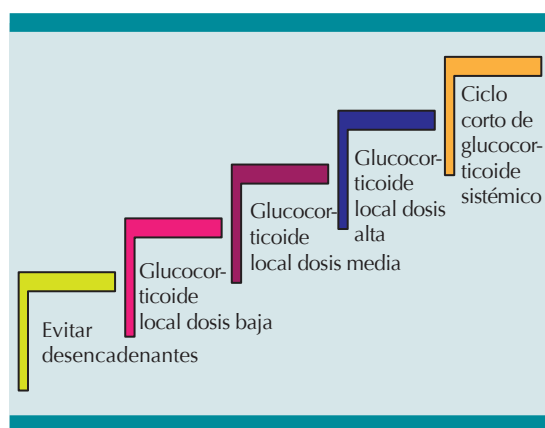 Evitar
desencadenantes
Glucocor-
ticoide
local dosis baja
Glucocor-
ticoide
local dosis media
Glucocor-
ticoide
local dosis
alta
Ciclo
corto de
glucocor-
ticoide
sistémico